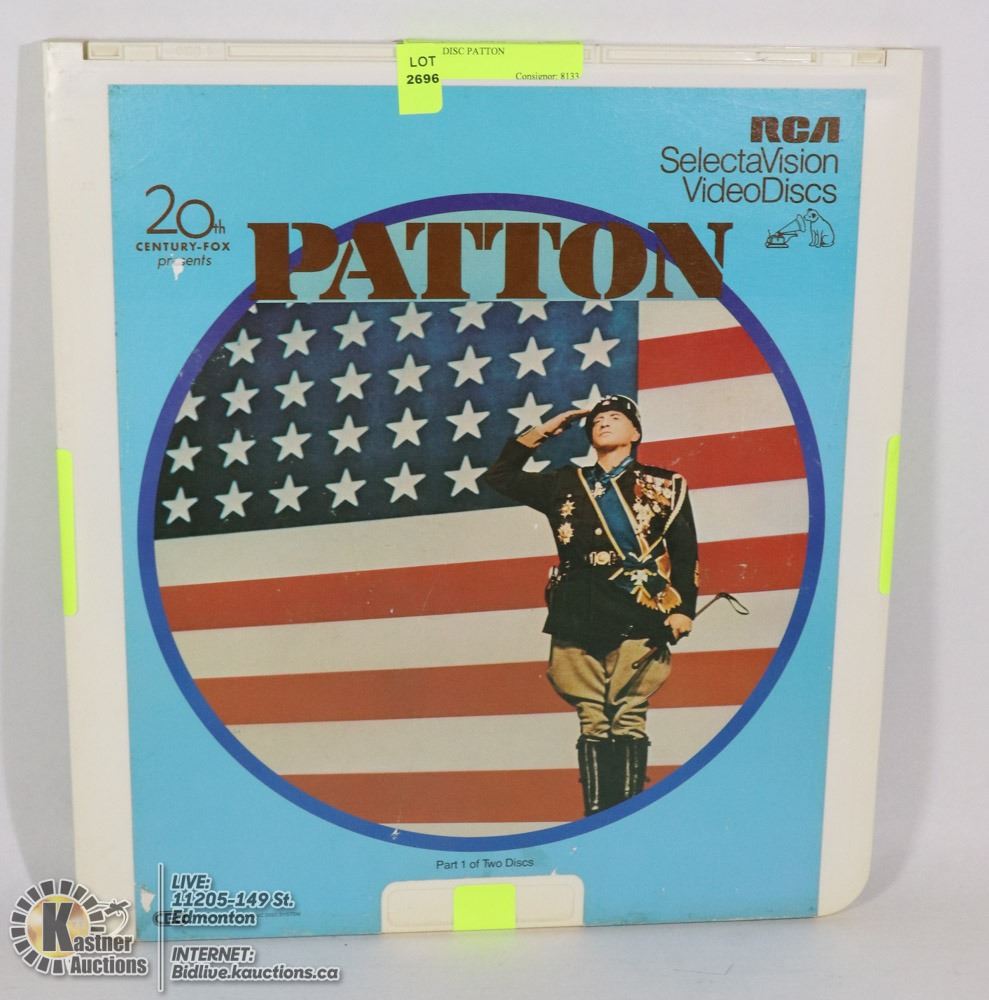 DISC PATTON
LOT
2696
Consignor: 8133
RCA
SelectaVision
VideoDiscs
20th
CENTURY-FOX
presents
PATTON
Part 1 of Two Discs
LIVE:
11205-149 St.
Edmonton
INTERNET:
Bidlive.kauctions.ca
Kastner
Auctions